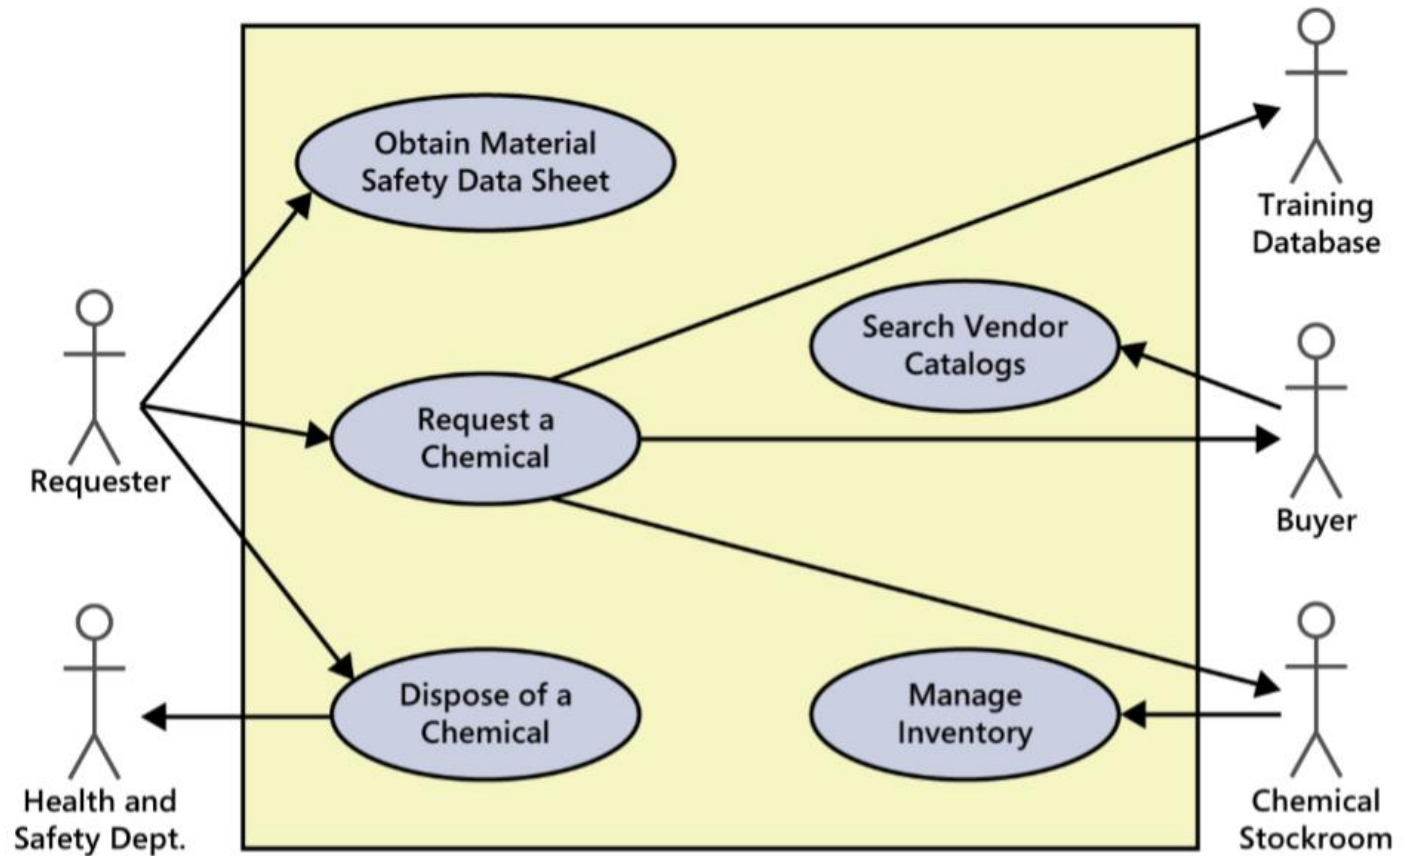 Obtain Material
Safety Data Sheet
Training
Database
Search Vendor
Catalogs
Request a
Chemical
Requester
Buyer
Dispose of a
Chemical
Manage
Inventory
Health and
Safety Dept.
Chemical
Stockroom